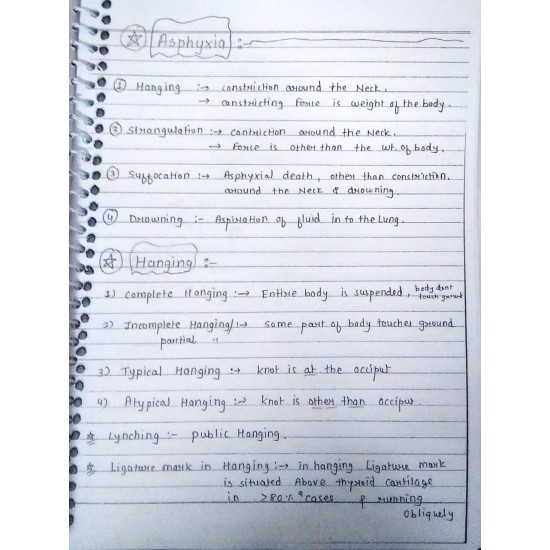 ☆ Asphyxia :-
① Hanging :→ constriction around the Neck.
→ constricting Force is weight of the body.
② Strangulation :→ contriction around the Neck.
→ Force is other than the wt. of body.
③ Suffocation :→ Asphyxial death, other than constriction.
around the Neck & drowning.
④ Drowning :- Aspiration of fluid in to the Lung.
☆ Hanging :-
1) Complete Hanging :→ Entire body is suspended, body dont
touch ground
2) Incomplete Hanging/:→ Some part of body touches ground
partial "
3) Typical Hanging :→ knot is at the occiput
4) Atypical Hanging :→ knot is other than occipur.
☆ Lynching :- public Hanging.
☆ Ligature mark in Hanging :→ in hanging Ligature mark
is situated Above thyroid cartilage
in >80% cases & running
obliquely